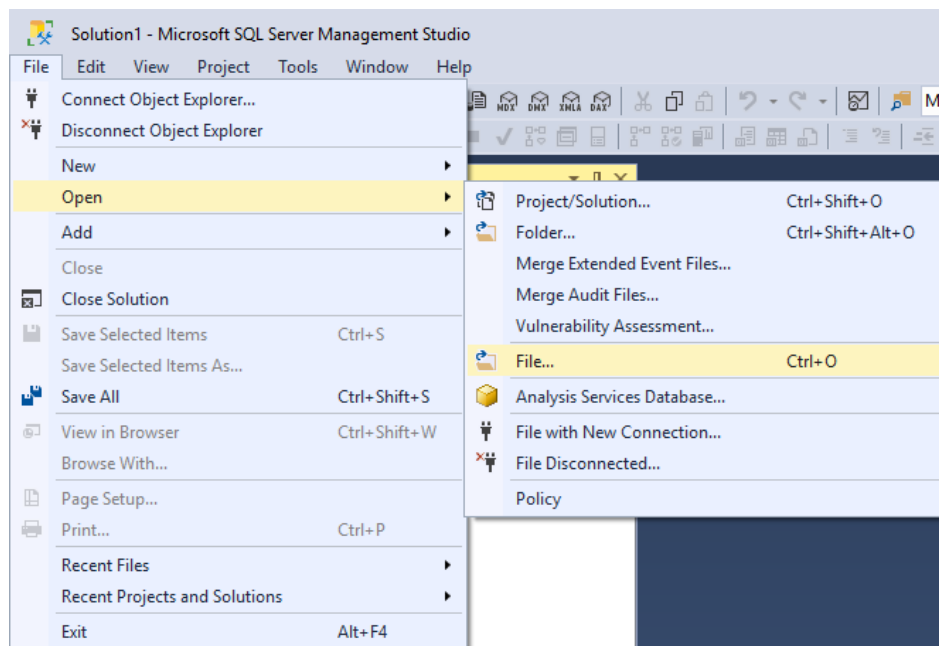 Solution1 - Microsoft SQL Server Management Studio
File Edit View Project Tools Window Help
Connect Object Explorer...
Disconnect Object Explorer
New
Open
Add
Close
Close Solution
Save Selected Items Ctrl+S
Save Selected Items As...
Save All Ctrl+Shift+S
View in Browser Ctrl+Shift+W
Browse With...
Page Setup...
Print... Ctrl+P
Recent Files
Recent Projects and Solutions
Exit Alt+F4
MDX DMX XMLA DAX
M
Project/Solution... Ctrl+Shift+O
Folder... Ctrl+Shift+Alt+O
Merge Extended Event Files...
Merge Audit Files...
Vulnerability Assessment...
File... Ctrl+O
Analysis Services Database...
File with New Connection...
File Disconnected...
Policy